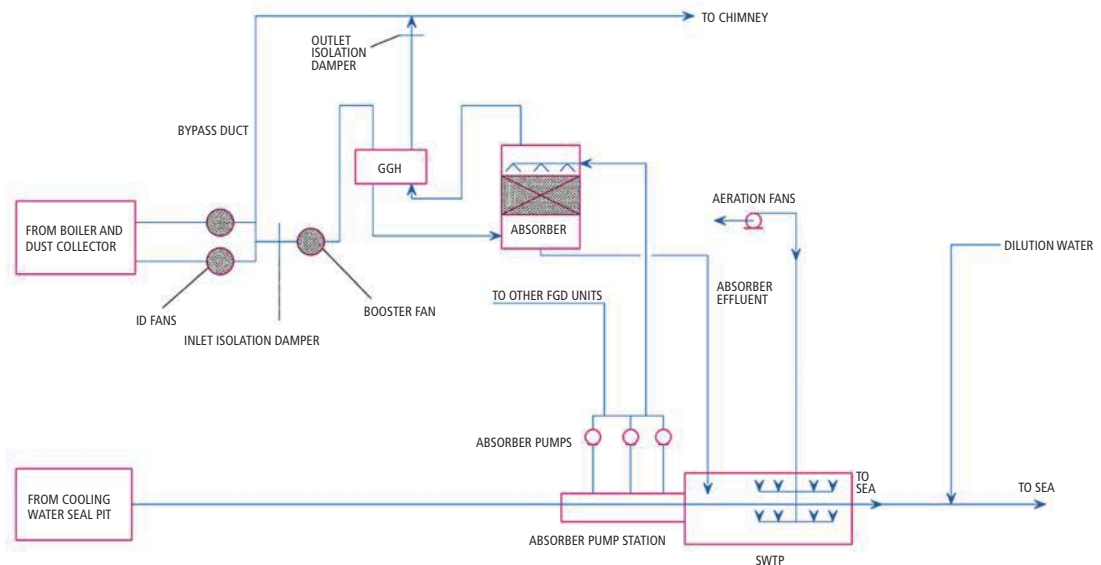 TO CHIMNEY
OUTLET
ISOLATION
DAMPER
BYPASS DUCT
GGH
FROM BOILER AND
DUST COLLECTOR
ABSORBER
AERATION FANS
DILUTION WATER
ID FANS
INLET ISOLATION DAMPER
BOOSTER FAN
TO OTHER FGD UNITS
ABSORBER
EFFLUENT
ABSORBER PUMPS
FROM COOLING
WATER SEAL PIT
TO
SEA
TO SEA
ABSORBER PUMP STATION
SWTP